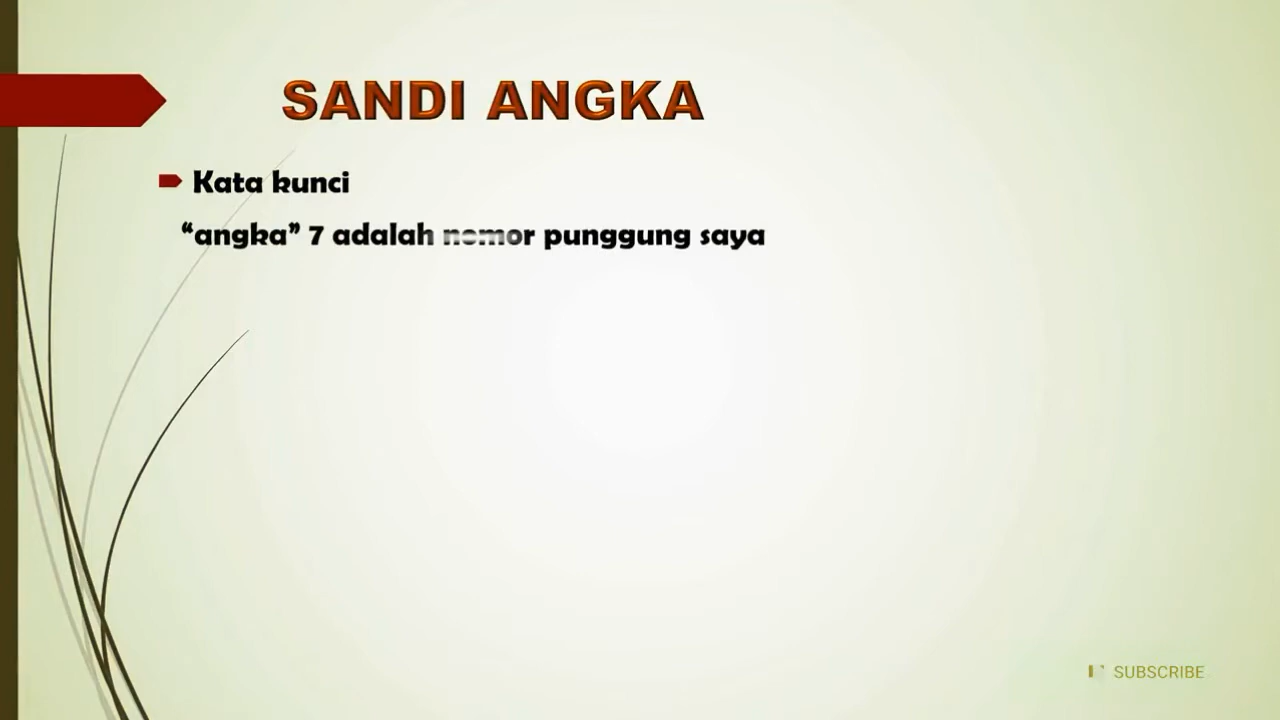 SANDI ANGKA
Kata kunci
“angka” 7 adalah nomor punggung saya
SUBSCRIBE